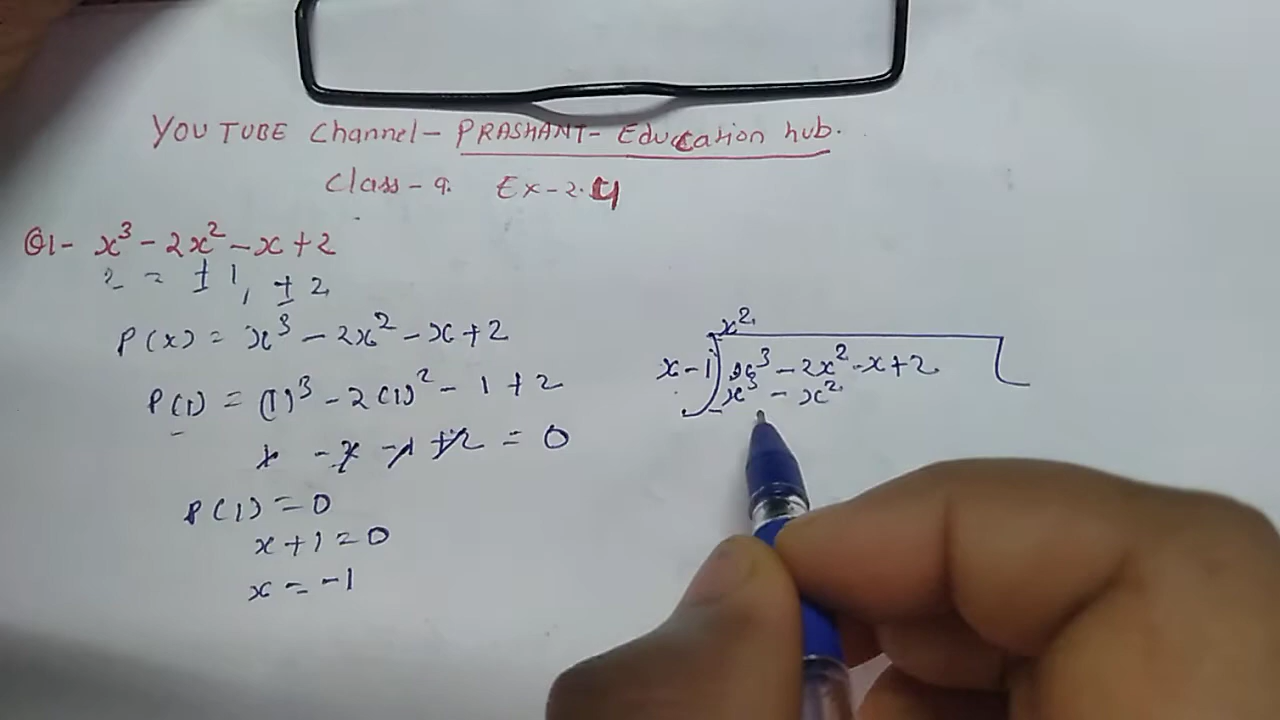 YOU TUBE Channel- PRASHANT- Education hub.
Class-9. Ex-2.4
Q1- x³ - 2x² - x + 2
2 = ± 1, ± 2
P(x) = x³ - 2x² - x + 2
P(1) = (1)³ - 2(1)² - 1 + 2
1 - 2 - 1 + 2 = 0
P(1) = 0
x + 1 = 0
x = -1
x²
x - 1) x³ - 2x² - x + 2
x³ - x²
-